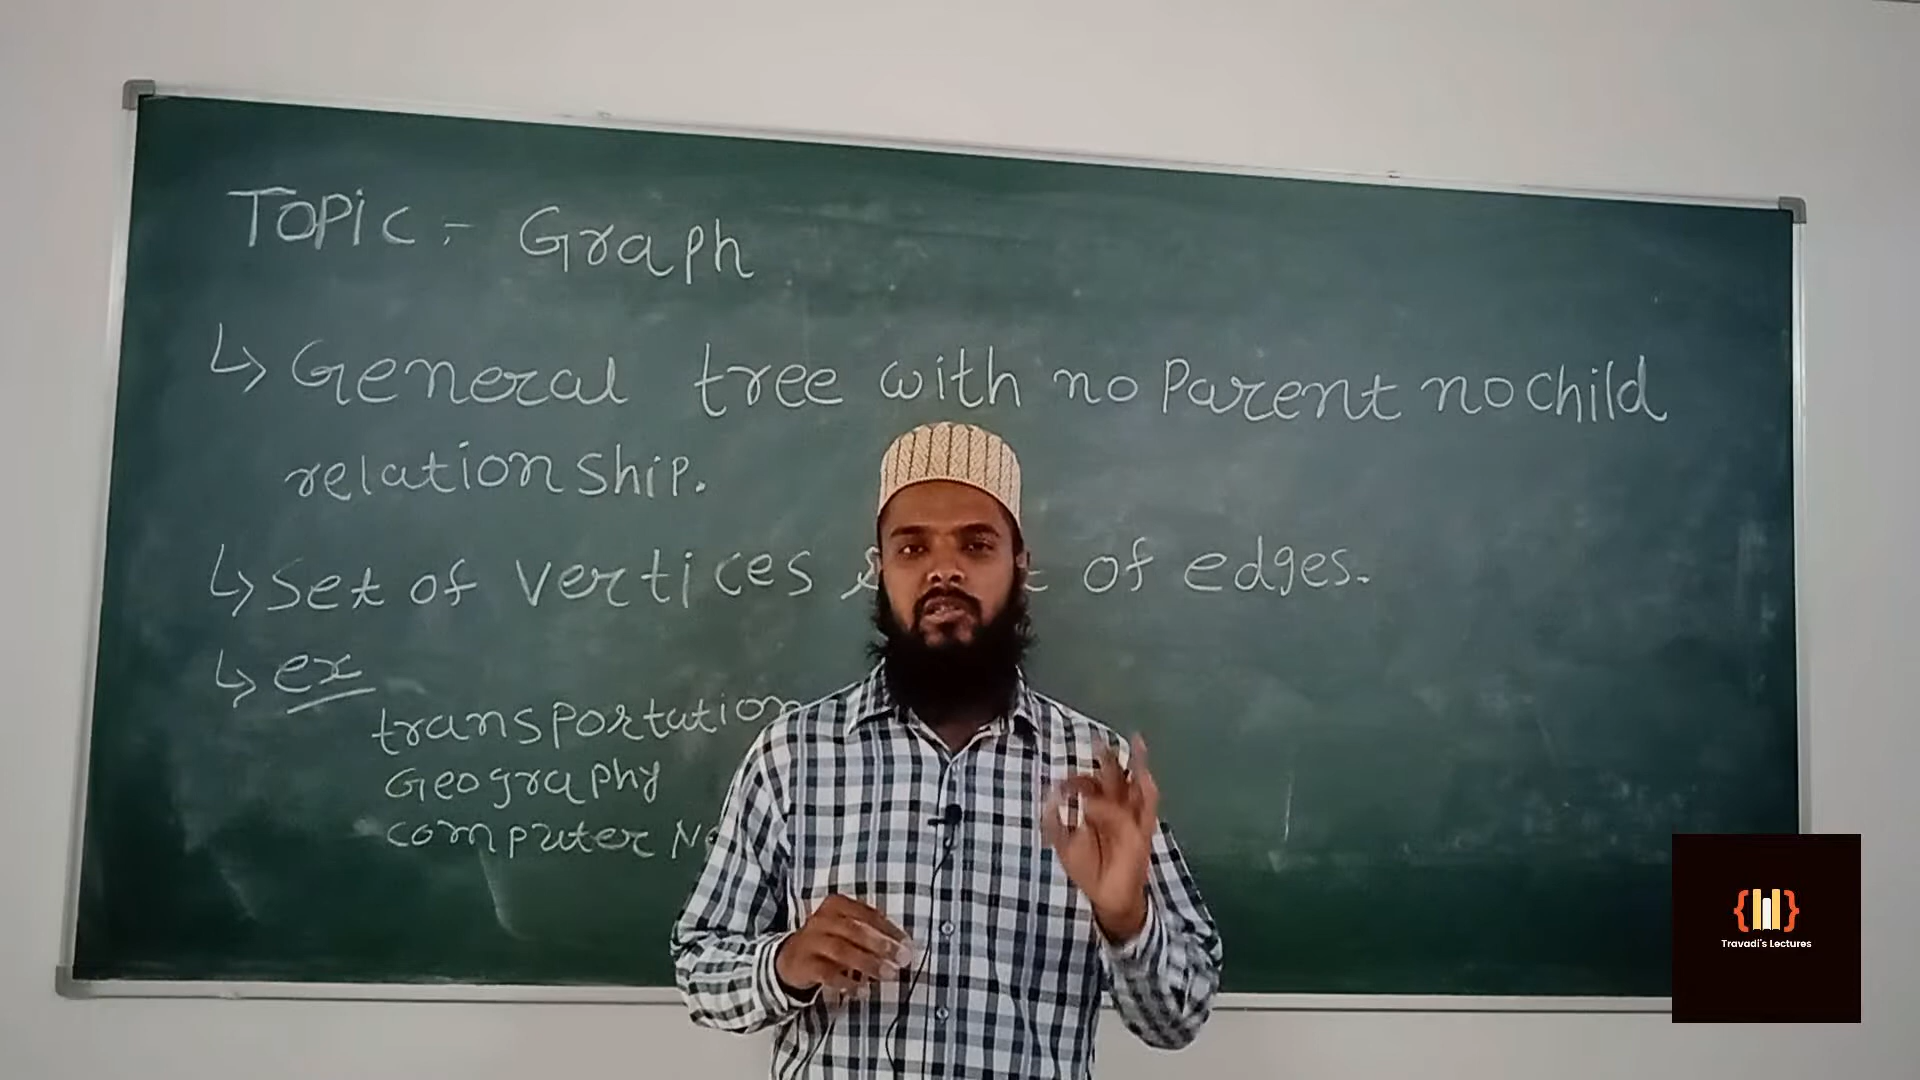 Topic :- Graph
↳ General tree with no Parent no child
relationship.
↳ Set of vertices of edges.
↳ ex
transportation
Geography
computer
Travadi's Lectures